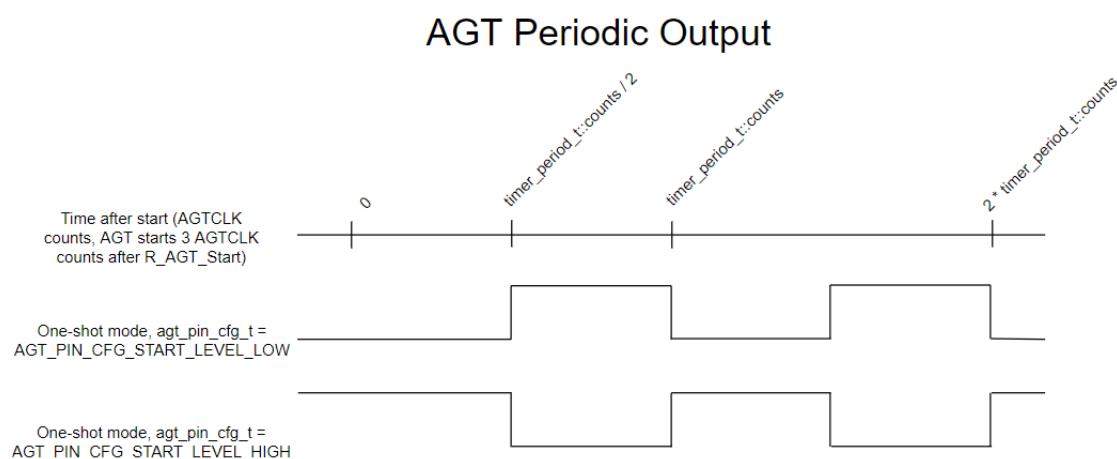 AGT Periodic Output
0
timer_period_t::counts / 2
timer_period_t::counts
2 * timer_period_t::counts
Time after start (AGTCLK
counts, AGT starts 3 AGTCLK
counts after R_AGT_Start)
One-shot mode, agt_pin_cfg_t =
AGT_PIN_CFG_START_LEVEL_LOW
One-shot mode, agt_pin_cfg_t =
AGT_PIN_CFG_START_LEVEL_HIGH